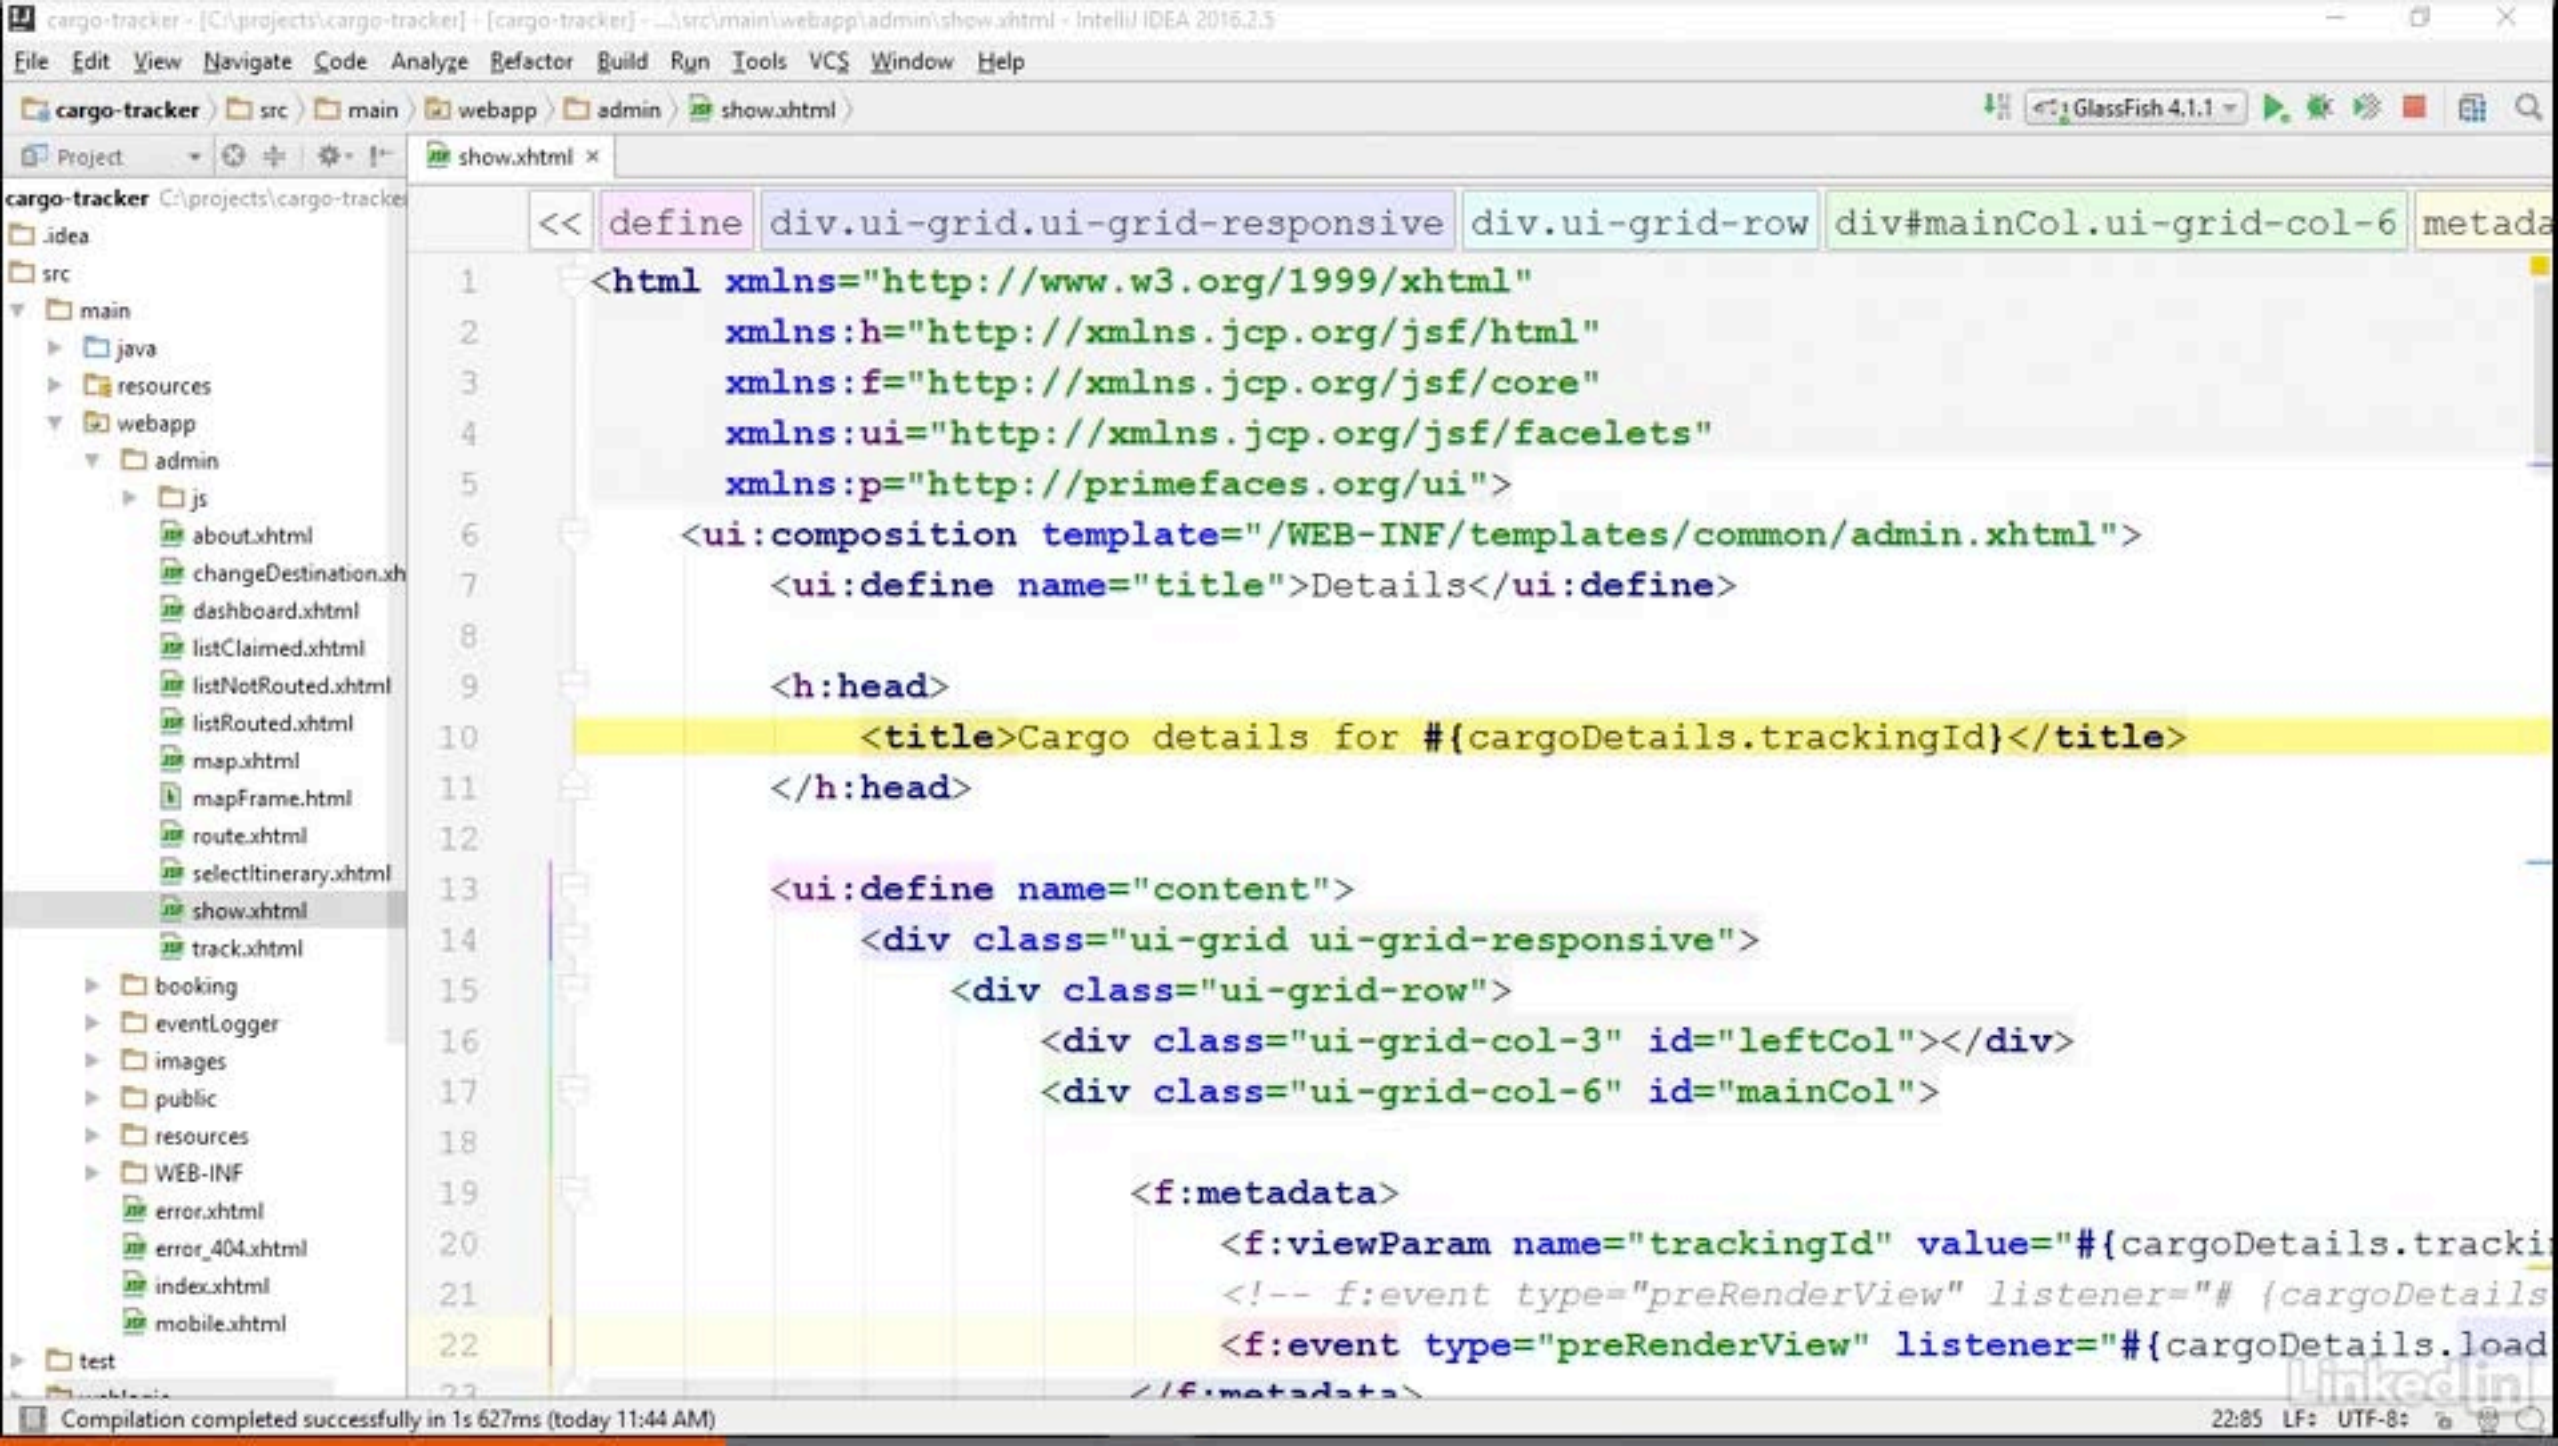 cargo-tracker - [C:\projects\cargo-tracker] - [cargo-tracker] - ...\src\main\webapp\admin\show.xhtml - IntelliJ IDEA 2016.2.5
File Edit View Navigate Code Analyze Refactor Build Run Tools VCS Window Help
cargo-tracker src main webapp admin show.xhtml GlassFish 4.1.1
Project show.xhtml
cargo-tracker C:\projects\cargo-tracker
.idea
src
main
java
resources
webapp
admin
js
about.xhtml
changeDestination.xh
dashboard.xhtml
listClaimed.xhtml
listNotRouted.xhtml
listRouted.xhtml
map.xhtml
mapFrame.html
route.xhtml
selectItinerary.xhtml
show.xhtml
track.xhtml
booking
eventLogger
images
public
resources
WEB-INF
error.xhtml
error_404.xhtml
index.xhtml
mobile.xhtml
test
<< define div.ui-grid.ui-grid-responsive div.ui-grid-row div#mainCol.ui-grid-col-6 metada
1 <html xmlns="http://www.w3.org/1999/xhtml"
2 xmlns:h="http://xmlns.jcp.org/jsf/html"
3 xmlns:f="http://xmlns.jcp.org/jsf/core"
4 xmlns:ui="http://xmlns.jcp.org/jsf/facelets"
5 xmlns:p="http://primefaces.org/ui">
6 <ui:composition template="/WEB-INF/templates/common/admin.xhtml">
7 <ui:define name="title">Details</ui:define>
8
9 <h:head>
10 <title>Cargo details for #{cargoDetails.trackingId}</title>
11 </h:head>
12
13 <ui:define name="content">
14 <div class="ui-grid ui-grid-responsive">
15 <div class="ui-grid-row">
16 <div class="ui-grid-col-3" id="leftCol"></div>
17 <div class="ui-grid-col-6" id="mainCol">
18
19 <f:metadata>
20 <f:viewParam name="trackingId" value="#{cargoDetails.tracki
21 <!-- f:event type="preRenderView" listener="# {cargoDetails
22 <f:event type="preRenderView" listener="#{cargoDetails.load
23 </f:metadata>
Linkedin
Compilation completed successfully in 1s 627ms (today 11:44 AM) 22:85 LF: UTF-8: